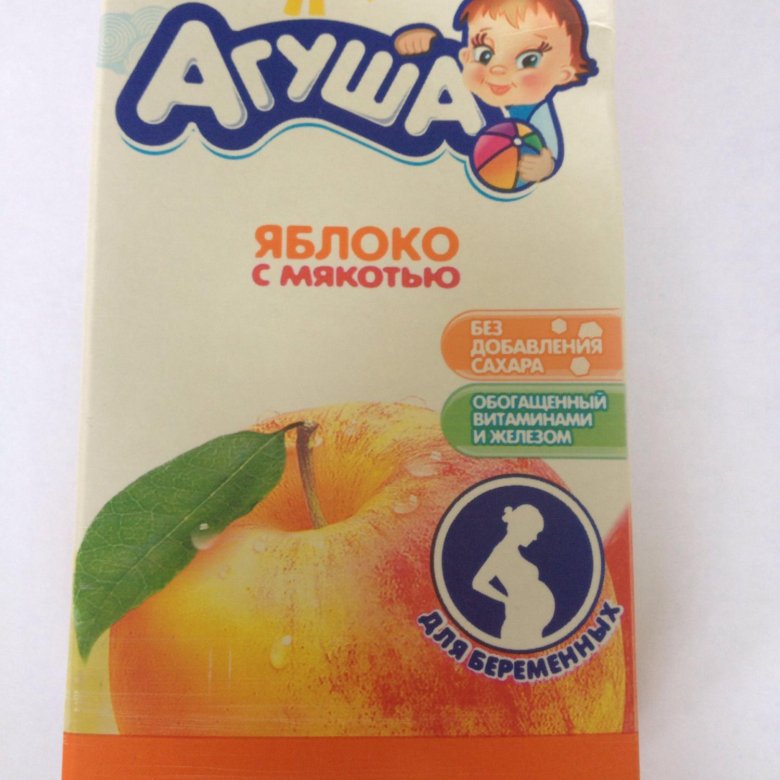 АГУША
ЯБЛОКО
С МЯКОТЬЮ
БЕЗ
ДОБАВЛЕНИЯ
САХАРА
ОБОГАЩЕННЫЙ
ВИТАМИНАМИ
И ЖЕЛЕЗОМ
ДЛЯ БЕРЕМЕННЫХ